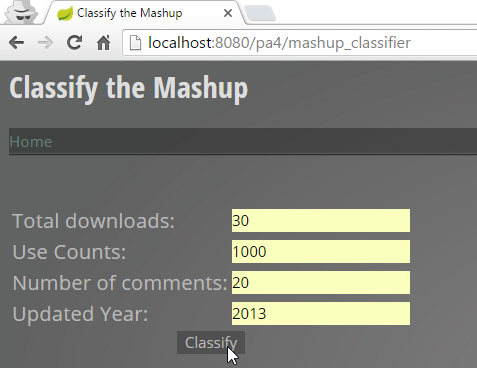 Classify the Mashup
localhost:8080/pa4/mashup_classifier
Classify the Mashup
Home
Total downloads: 30
Use Counts: 1000
Number of comments: 20
Updated Year: 2013
Classify